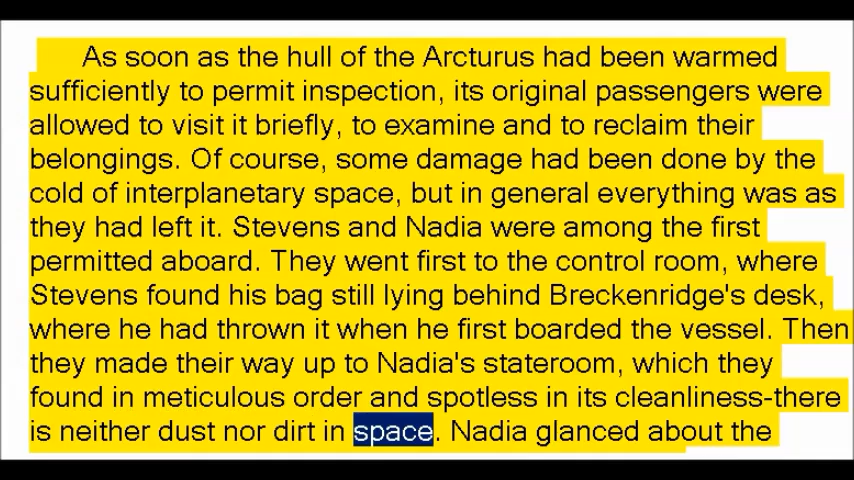 As soon as the hull of the Arcturus had been warmed
sufficiently to permit inspection, its original passengers were
allowed to visit it briefly, to examine and to reclaim their
belongings. Of course, some damage had been done by the
cold of interplanetary space, but in general everything was as
they had left it. Stevens and Nadia were among the first
permitted aboard. They went first to the control room, where
Stevens found his bag still lying behind Breckenridge's desk,
where he had thrown it when he first boarded the vessel. Then
they made their way up to Nadia's stateroom, which they
found in meticulous order and spotless in its cleanliness-there
is neither dust nor dirt in space. Nadia glanced about the